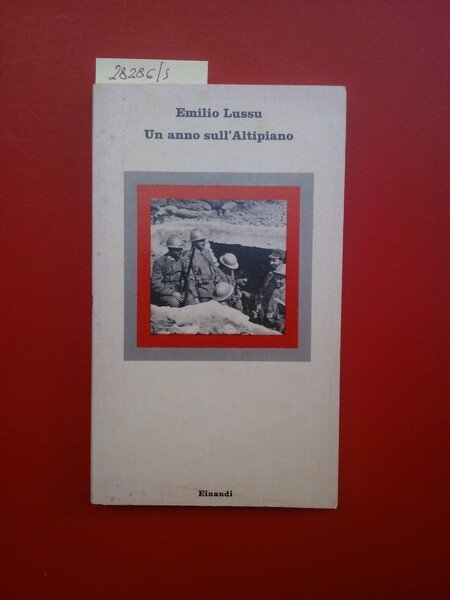 28286/s
Emilio Lussu
Un anno sull'Altipiano
Einaudi